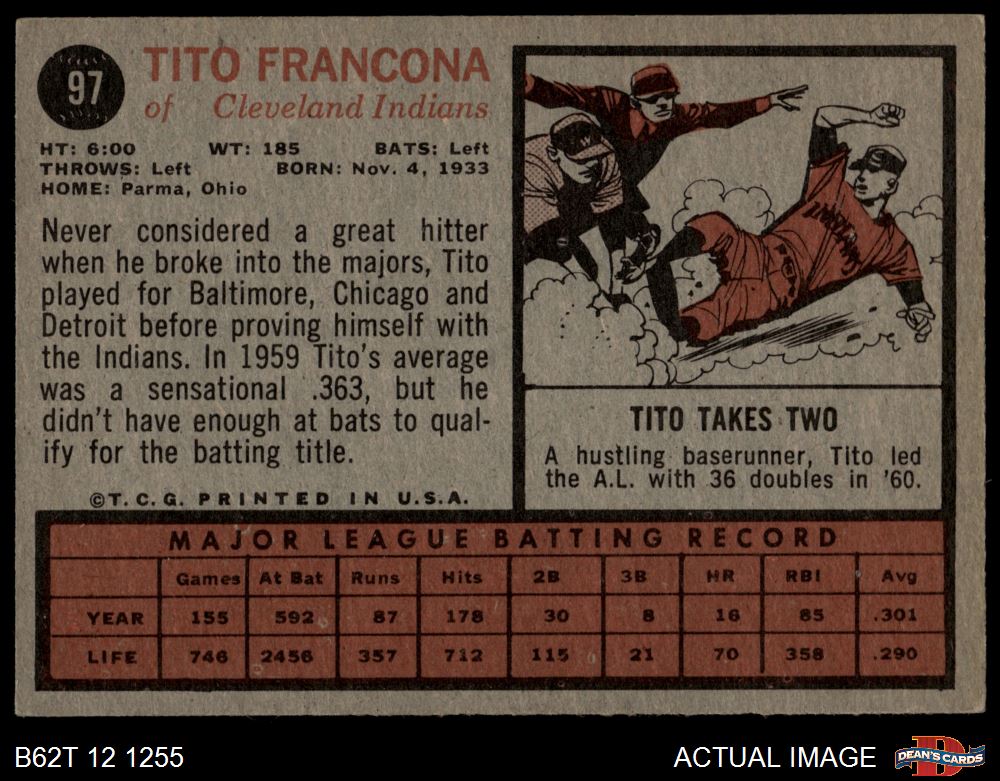 97
TITO FRANCONA
of Cleveland Indians
HT: 6:00 WT: 185 BATS: Left
THROWS: Left BORN: Nov. 4, 1933
HOME: Parma, Ohio
Never considered a great hitter
when he broke into the majors, Tito
played for Baltimore, Chicago and
Detroit before proving himself with
the Indians. In 1959 Tito's average
was a sensational .363, but he
didn't have enough at bats to qual-
ify for the batting title.
©T.C.G. PRINTED IN U.S.A.
TITO TAKES TWO
A hustling baserunner, Tito led
the A.L. with 36 doubles in '60.
MAJOR LEAGUE BATTING RECORD
Games At Bat Runs Hits 2B 3B HR RBI Avg
YEAR 155 592 87 178 30 8 16 85 .301
LIFE 746 2456 357 712 115 21 70 358 .290
B62T 12 1255
ACTUAL IMAGE
DEAN'S CARDS